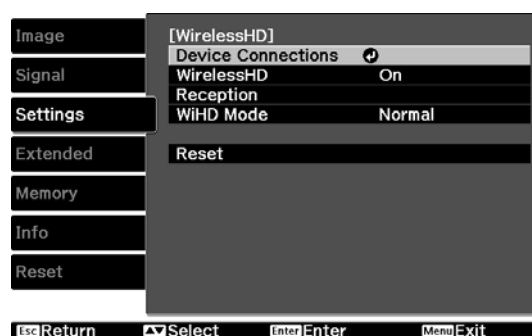 Image
Signal
Settings
Extended
Memory
Info
Reset
[WirelessHD]
Device Connections
WirelessHD On
Reception
WiHD Mode Normal
Reset
Esc Return Select Enter Enter Menu Exit